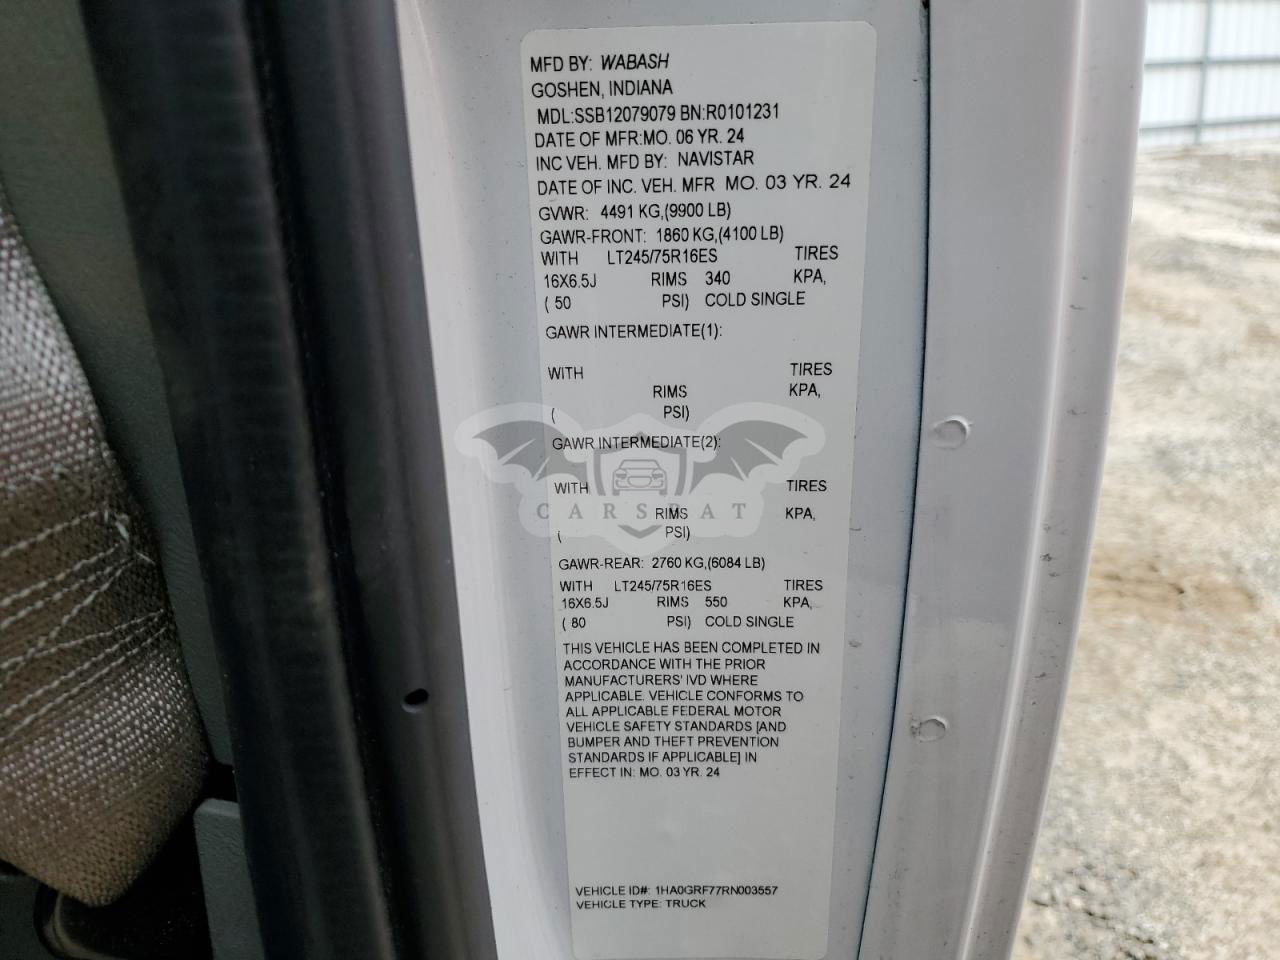 MFD BY: WABASH
GOSHEN, INDIANA
MDL:SSB12079079 BN:R0101231
DATE OF MFR:MO. 06 YR. 24
INC VEH. MFD BY: NAVISTAR
DATE OF INC. VEH. MFR MO. 03 YR. 24
GVWR: 4491 KG,(9900 LB)
GAWR-FRONT: 1860 KG,(4100 LB)
WITH LT245/75R16ES TIRES
16X6.5J RIMS 340 KPA,
( 50 PSI) COLD SINGLE
GAWR INTERMEDIATE(1):
WITH TIRES
RIMS KPA,
( PSI)
GAWR INTERMEDIATE(2):
WITH TIRES
CARSBAT
RIMS KPA,
( PSI)
GAWR-REAR: 2760 KG,(6084 LB)
WITH LT245/75R16ES TIRES
16X6.5J RIMS 550 KPA,
( 80 PSI) COLD SINGLE
THIS VEHICLE HAS BEEN COMPLETED IN
ACCORDANCE WITH THE PRIOR
MANUFACTURERS' IVD WHERE
APPLICABLE. VEHICLE CONFORMS TO
ALL APPLICABLE FEDERAL MOTOR
VEHICLE SAFETY STANDARDS [AND
BUMPER AND THEFT PREVENTION
STANDARDS IF APPLICABLE] IN
EFFECT IN: MO. 03 YR. 24
VEHICLE ID#: 1HA0GRF77RN003557
VEHICLE TYPE: TRUCK